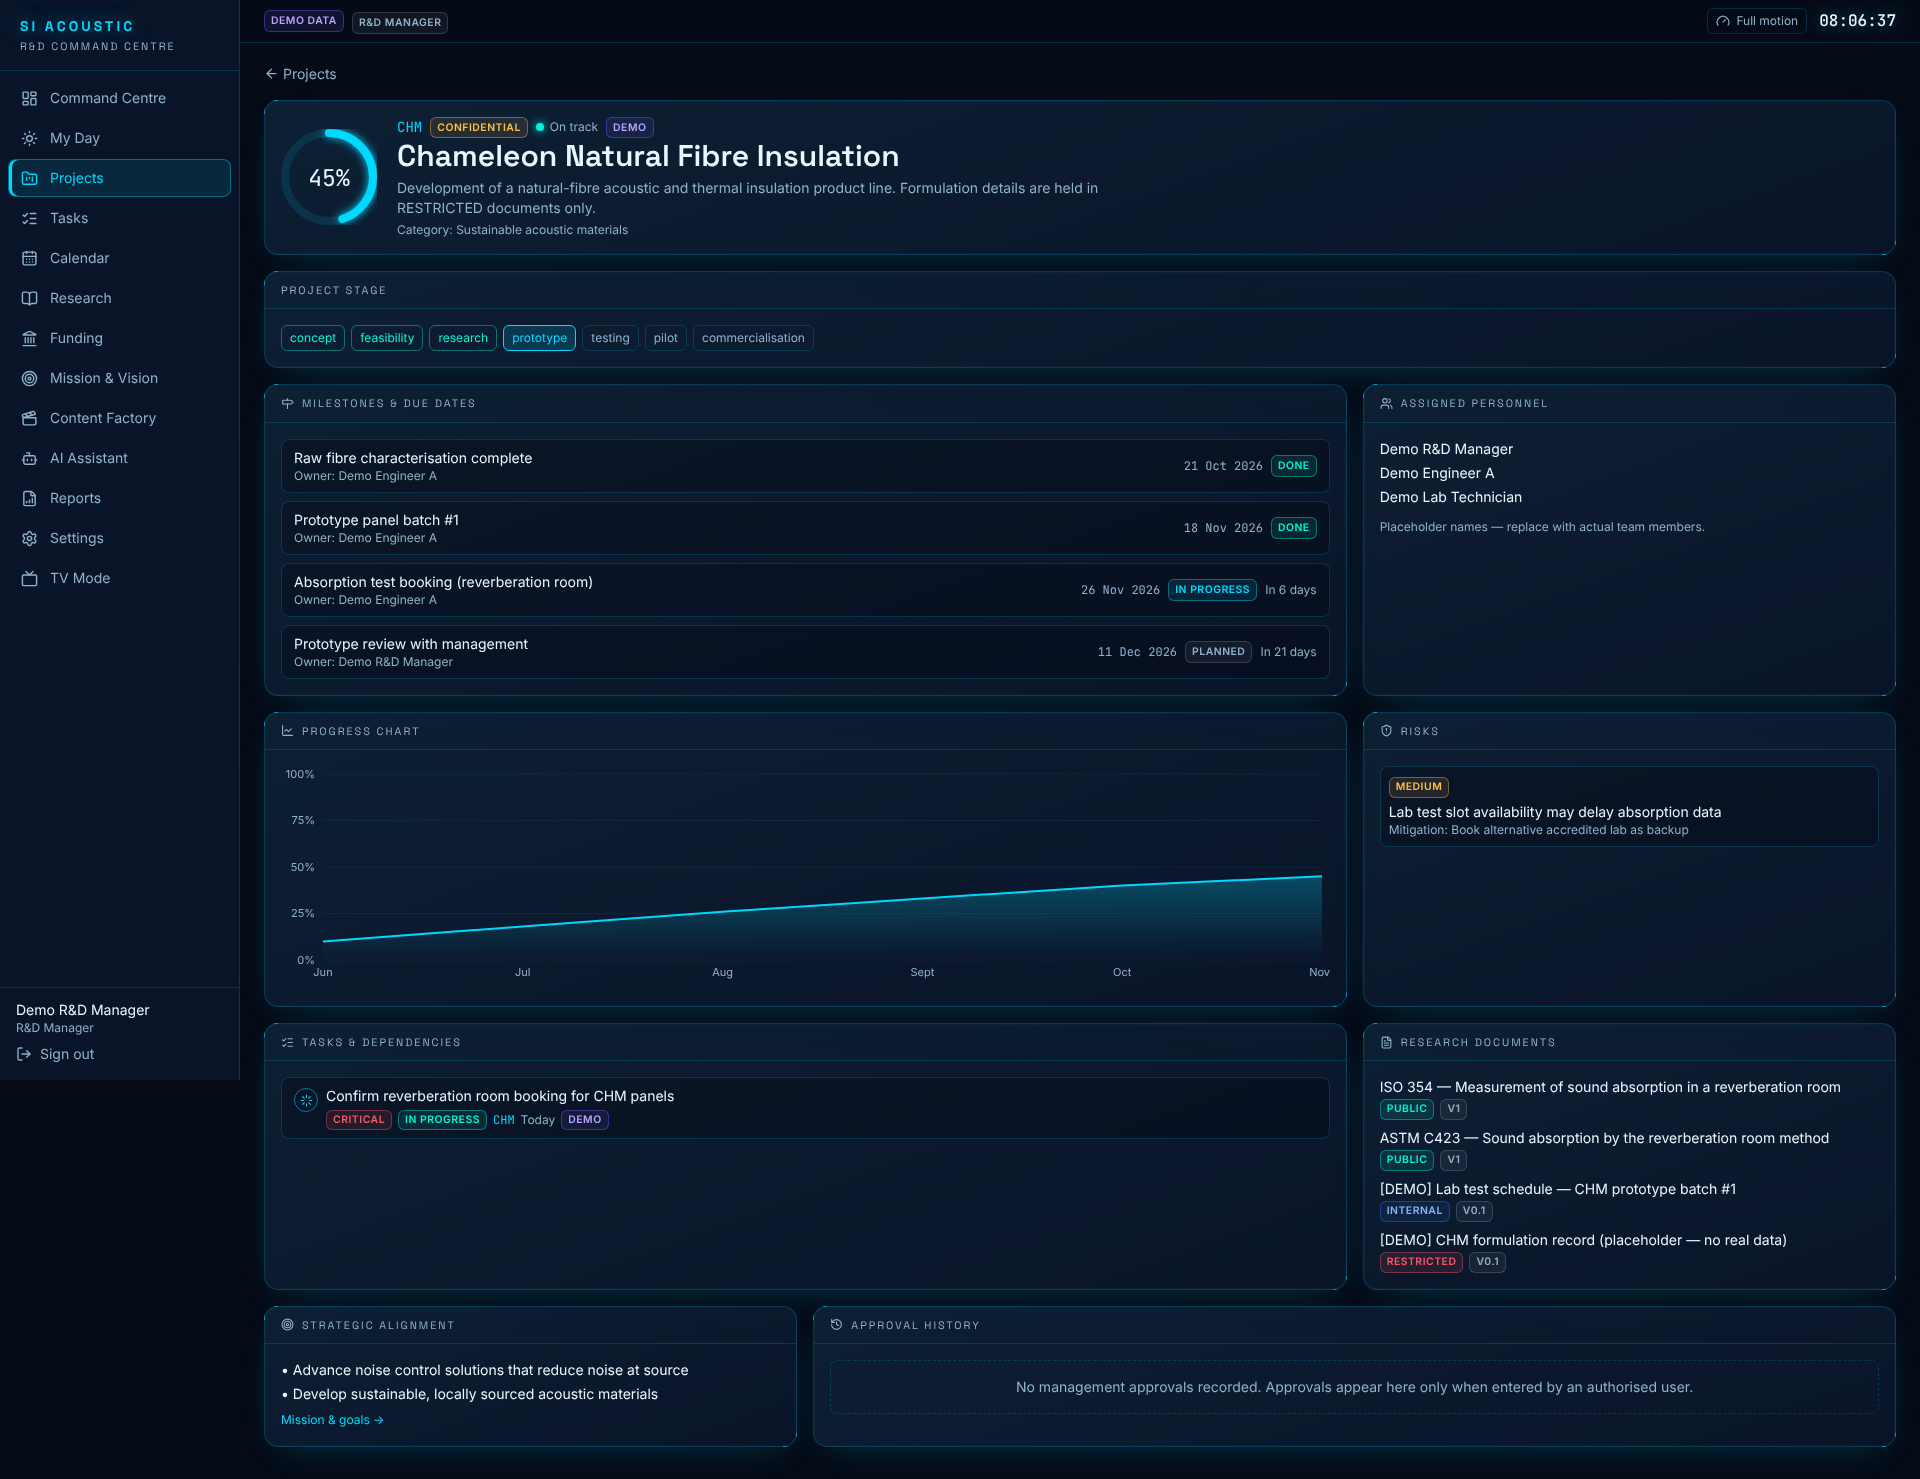 SI ACOUSTIC
R&D COMMAND CENTRE
Command Centre
My Day
Projects
Tasks
Calendar
Research
Funding
Mission & Vision
Content Factory
AI Assistant
Reports
Settings
TV Mode
Demo R&D Manager
R&D Manager
Sign out
DEMO DATA R&D MANAGER Full motion 08:06:37
← Projects
45%
CHM CONFIDENTIAL On track DEMO
Chameleon Natural Fibre Insulation
Development of a natural-fibre acoustic and thermal insulation product line. Formulation details are held in
RESTRICTED documents only.
Category: Sustainable acoustic materials
PROJECT STAGE
concept feasibility research prototype testing pilot commercialisation
MILESTONES & DUE DATES
Raw fibre characterisation complete
Owner: Demo Engineer A
21 Oct 2026 DONE
Prototype panel batch #1
Owner: Demo Engineer A
18 Nov 2026 DONE
Absorption test booking (reverberation room)
Owner: Demo Engineer A
26 Nov 2026 IN PROGRESS In 6 days
Prototype review with management
Owner: Demo R&D Manager
11 Dec 2026 PLANNED In 21 days
ASSIGNED PERSONNEL
Demo R&D Manager
Demo Engineer A
Demo Lab Technician
Placeholder names — replace with actual team members.
PROGRESS CHART
100%
75%
50%
25%
0%
Jun Jul Aug Sept Oct Nov
RISKS
MEDIUM
Lab test slot availability may delay absorption data
Mitigation: Book alternative accredited lab as backup
TASKS & DEPENDENCIES
Confirm reverberation room booking for CHM panels
CRITICAL IN PROGRESS CHM Today DEMO
RESEARCH DOCUMENTS
ISO 354 — Measurement of sound absorption in a reverberation room
PUBLIC V1
ASTM C423 — Sound absorption by the reverberation room method
PUBLIC V1
[DEMO] Lab test schedule — CHM prototype batch #1
INTERNAL V0.1
[DEMO] CHM formulation record (placeholder — no real data)
RESTRICTED V0.1
STRATEGIC ALIGNMENT
• Advance noise control solutions that reduce noise at source
• Develop sustainable, locally sourced acoustic materials
Mission & goals →
APPROVAL HISTORY
No management approvals recorded. Approvals appear here only when entered by an authorised user.